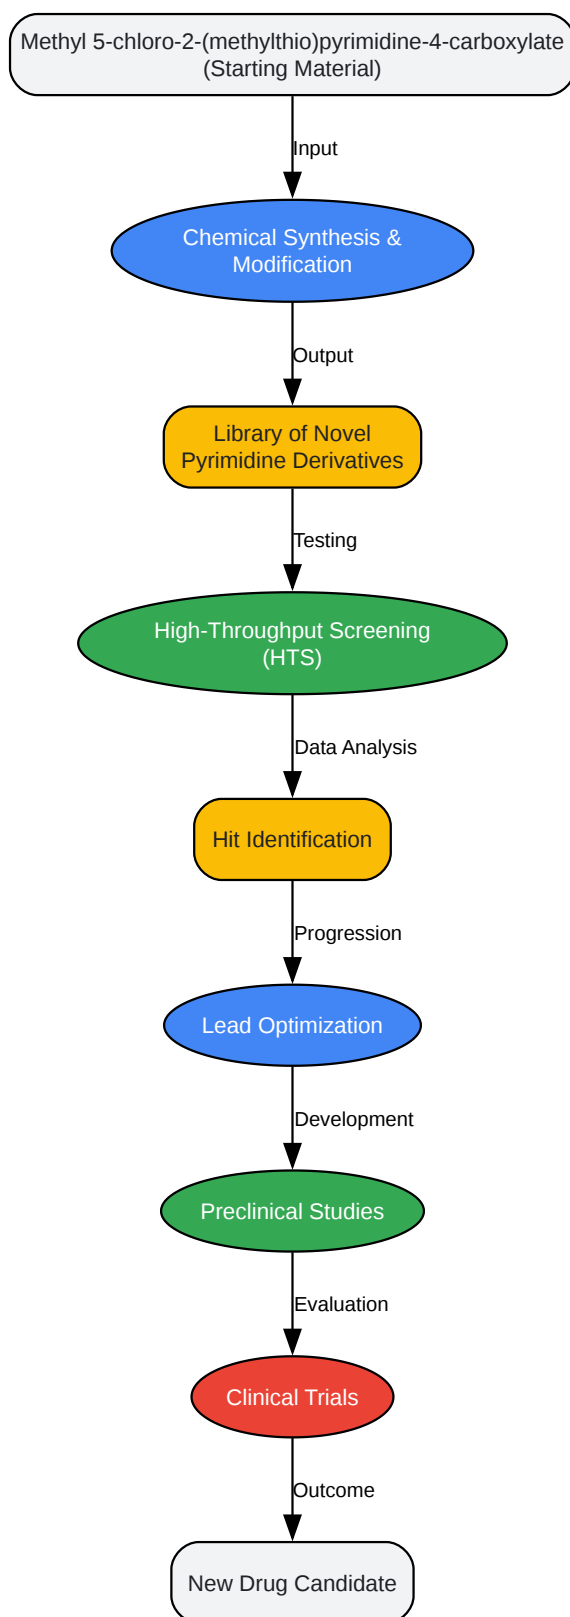 Methyl 5-chloro-2-(methylthio)pyrimidine-4-carboxylate
(Starting Material)
Input
Chemical Synthesis &
Modification
Output
Library of Novel
Pyrimidine Derivatives
Testing
High-Throughput Screening
(HTS)
Data Analysis
Hit Identification
Progression
Lead Optimization
Development
Preclinical Studies
Evaluation
Clinical Trials
Outcome
New Drug Candidate